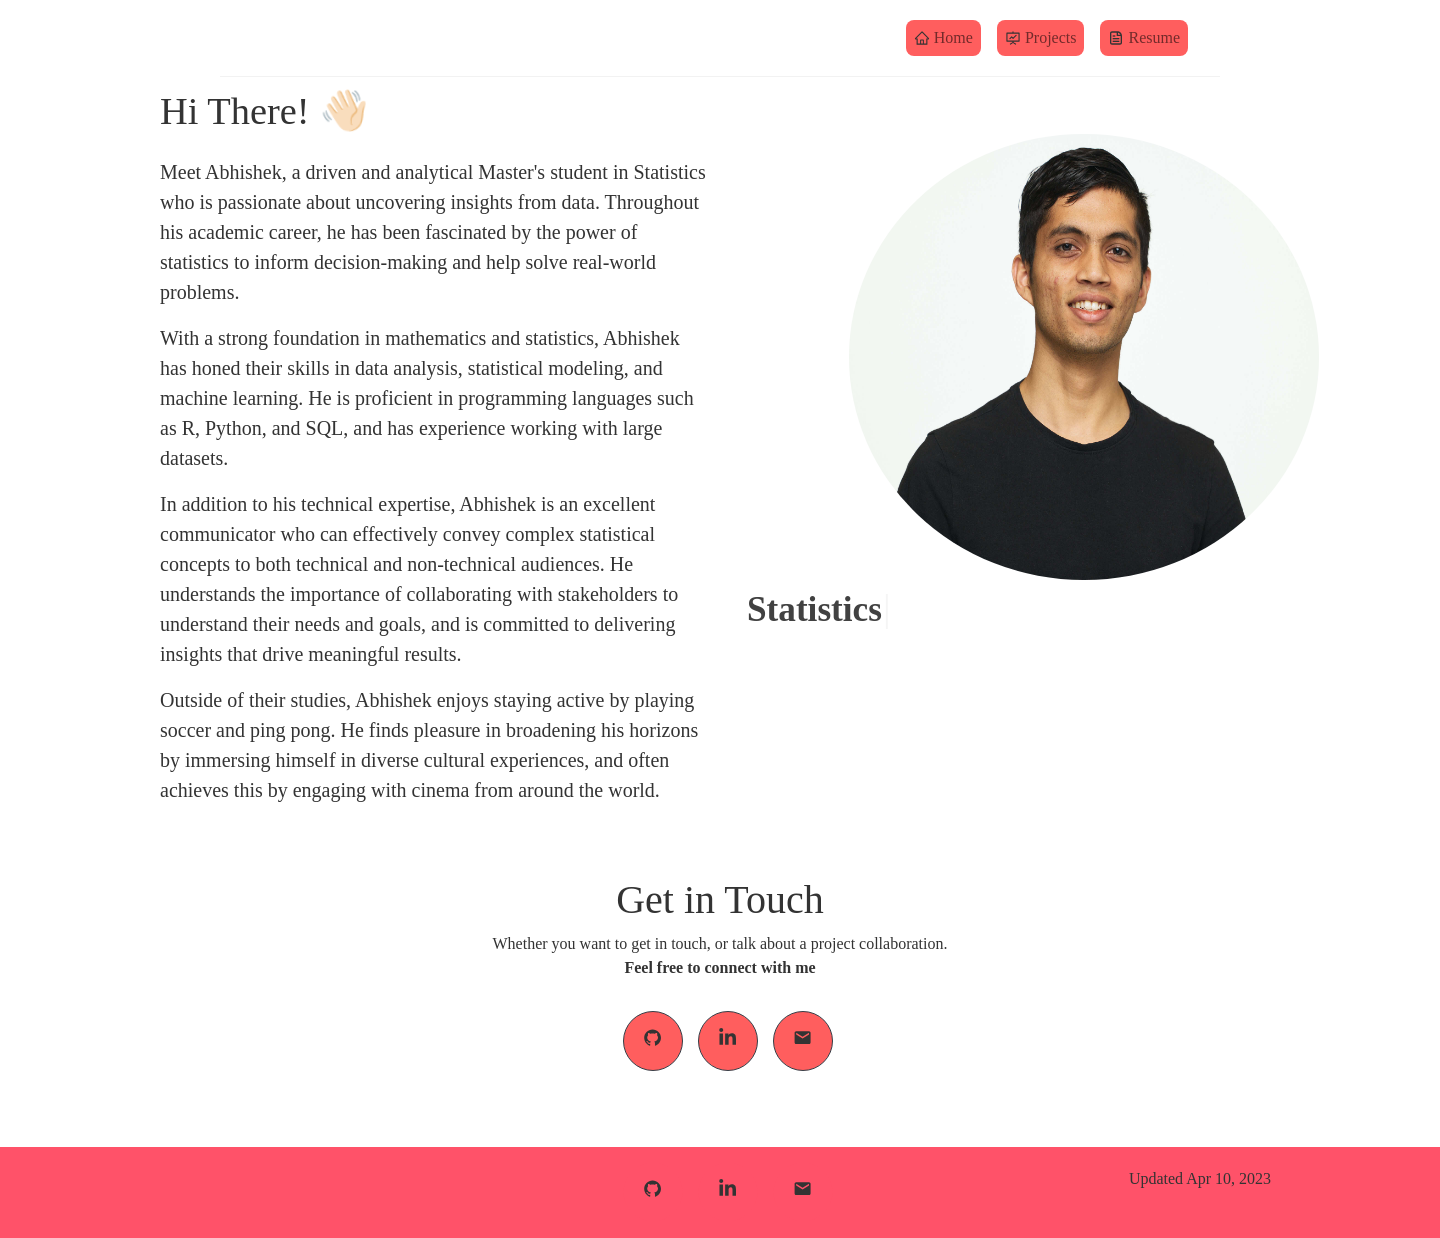 Home Projects Resume
Hi There! 👋🏻
Meet Abhishek, a driven and analytical Master's student in Statistics
who is passionate about uncovering insights from data. Throughout
his academic career, he has been fascinated by the power of
statistics to inform decision-making and help solve real-world
problems.
With a strong foundation in mathematics and statistics, Abhishek
has honed their skills in data analysis, statistical modeling, and
machine learning. He is proficient in programming languages such
as R, Python, and SQL, and has experience working with large
datasets.
In addition to his technical expertise, Abhishek is an excellent
communicator who can effectively convey complex statistical
concepts to both technical and non-technical audiences. He
understands the importance of collaborating with stakeholders to
understand their needs and goals, and is committed to delivering
insights that drive meaningful results.
Outside of their studies, Abhishek enjoys staying active by playing
soccer and ping pong. He finds pleasure in broadening his horizons
by immersing himself in diverse cultural experiences, and often
achieves this by engaging with cinema from around the world.
Statistics
Get in Touch
Whether you want to get in touch, or talk about a project collaboration.
Feel free to connect with me
in
in
Updated Apr 10, 2023